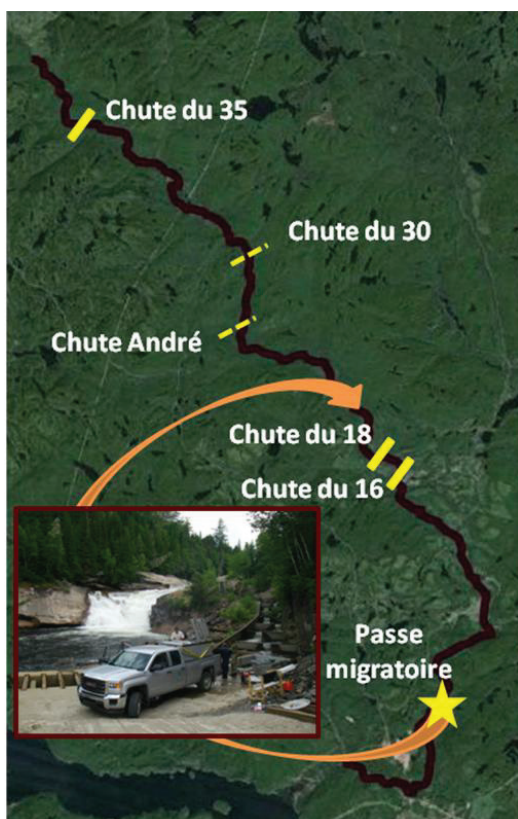 Chute du 35
Chute du 30
Chute André
Chute du 18
Chute du 16
Passe
migratoire